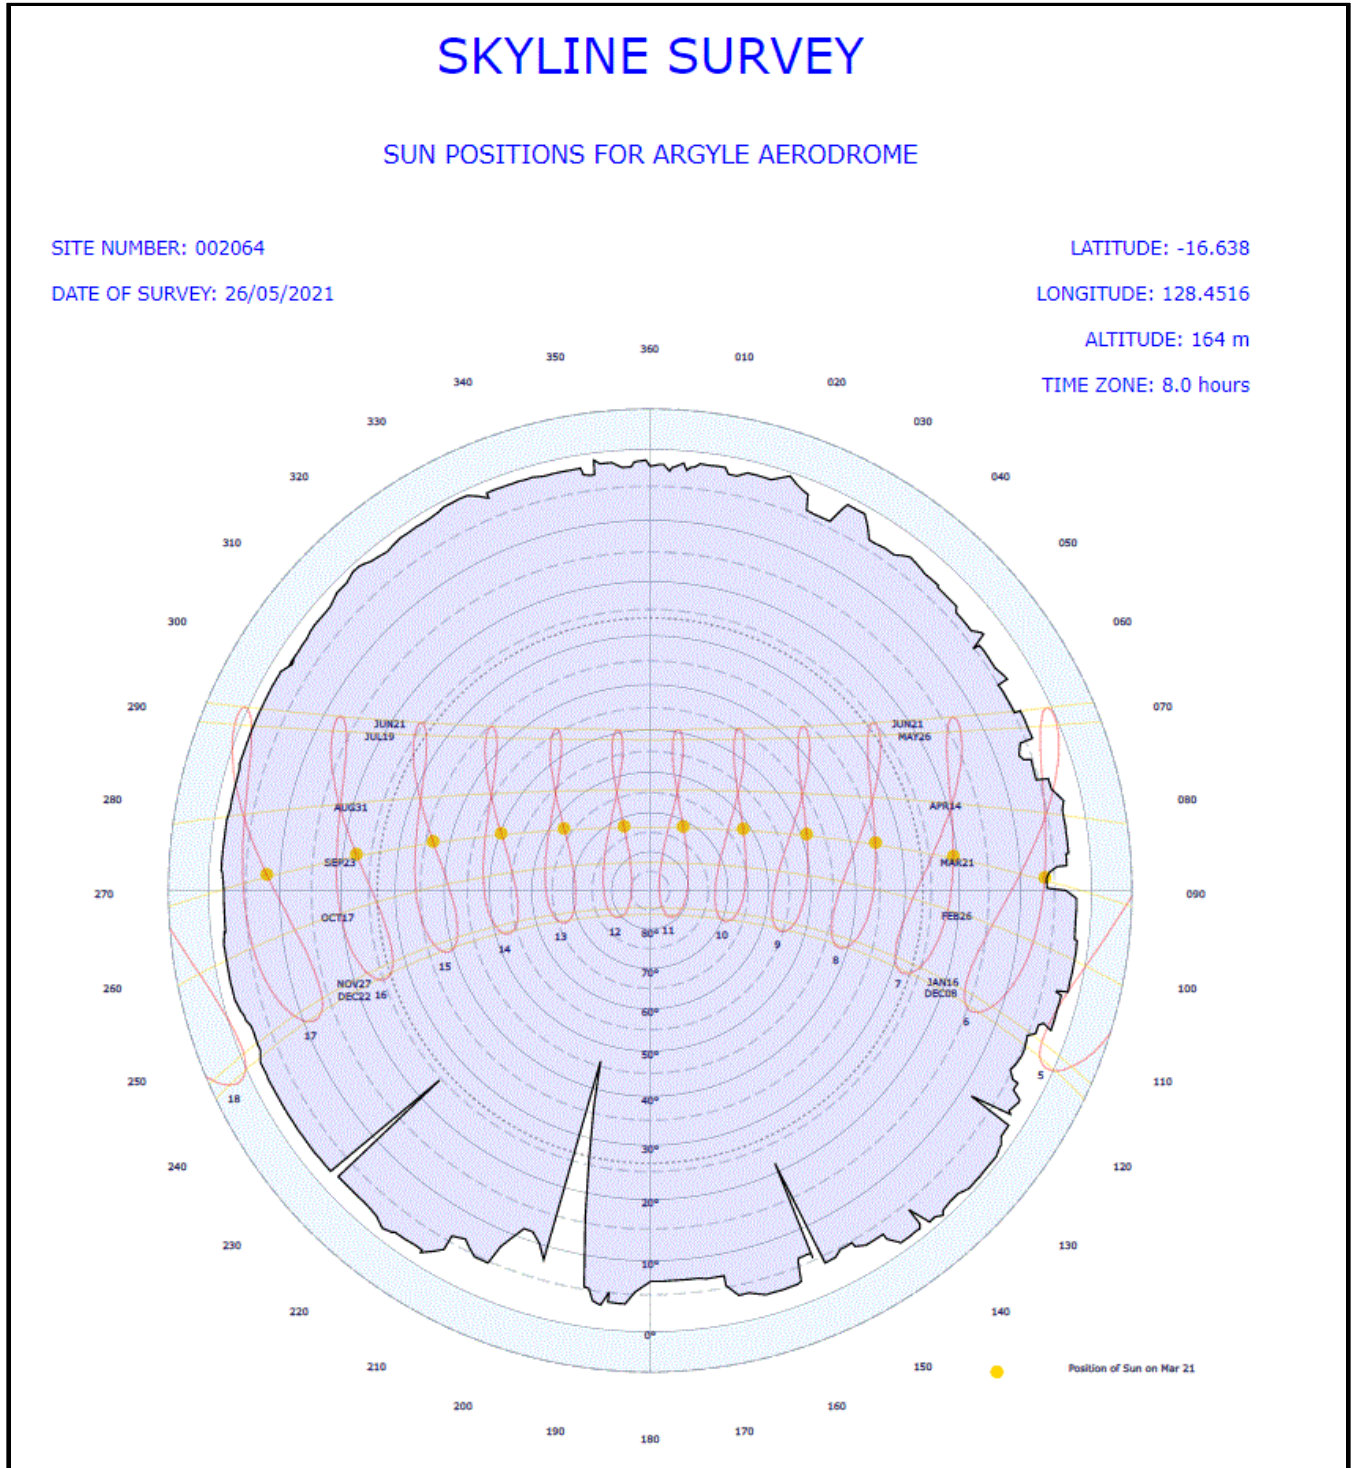 SKYLINE SURVEY
SUN POSITIONS FOR ARGYLE AERODROME
SITE NUMBER: 002064
LATITUDE: -16.638
DATE OF SURVEY: 26/05/2021
LONGITUDE: 128.4516
ALTITUDE: 164 m
TIME ZONE: 8.0 hours
350 360 010
340 020
330 030
320 040
310 050
300 060
290 070
JUN21 JUN21
JUL19 MAY26
280 080
AUG31 APR14
SEP23 MAR21
270 090
OCT17 FEB26
12 80° 11
13 10
14 9
15 8
70°
NOV27 7 JAN16
260 100
DEC22 16 DEC08
60°
17 6
50°
5
250 110
18 40°
30°
240 120
20°
230 130
10°
220 140
0°
210 150
Position of Sun on Mar 21
200 160
190 170
180